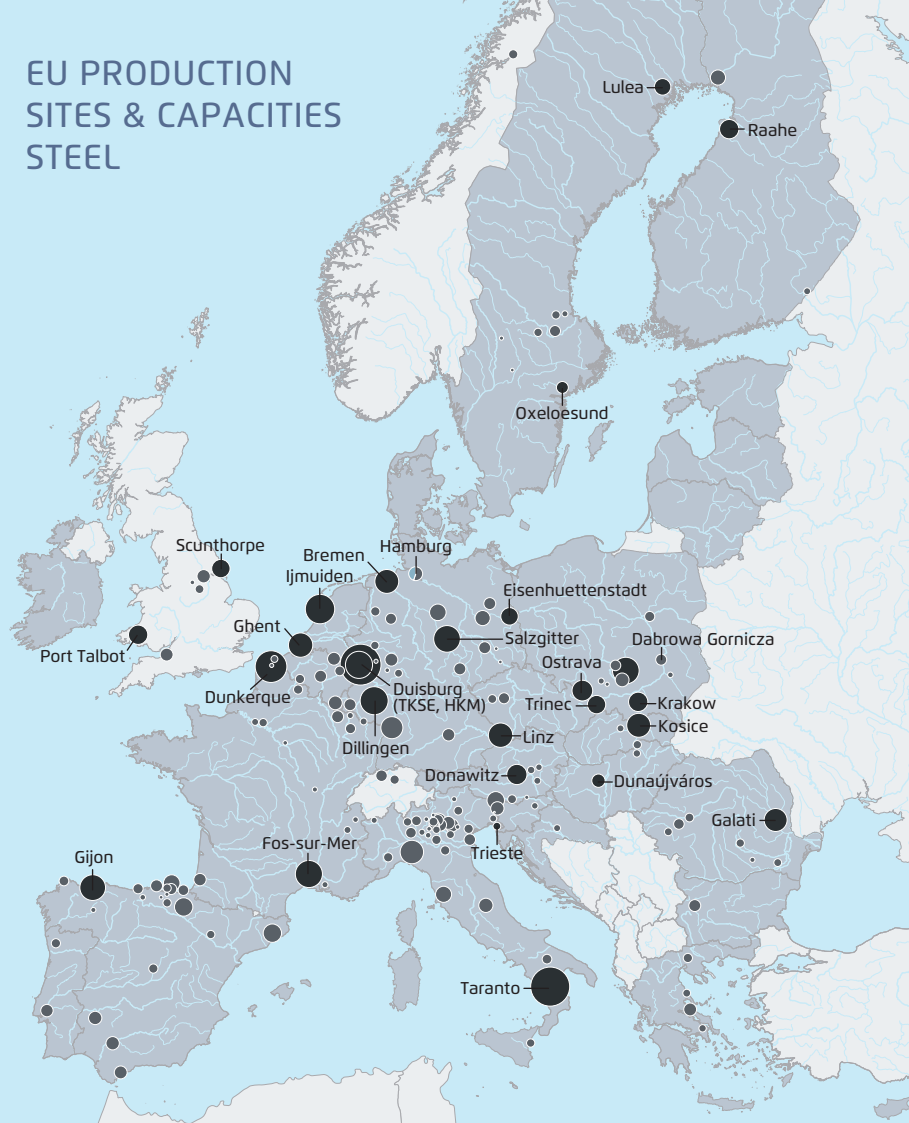 EU PRODUCTION
SITES & CAPACITIES
STEEL
Lulea
Raahe
Oxeloesund
Scunthorpe
Bremen
Hamburg
Ijmuiden
Eisenhuettenstadt
Ghent
Salzgitter
Dabrowa Gornicza
Port Talbot
Ostrava
Dunkerque
Duisburg
(TKSE, HKM)
Trinec
Krakow
Kosice
Dillingen
Linz
Donawitz
Dunaújváros
Galati
Fos-sur-Mer
Trieste
Gijon
Taranto